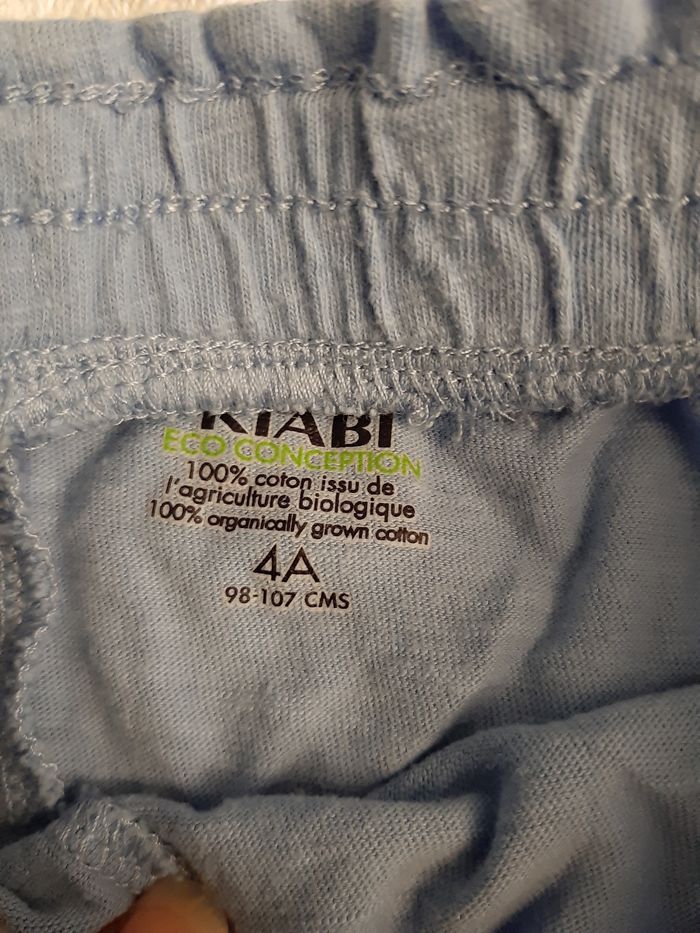 KIABI
ECO CONCEPTION
100% coton issu de
l'agriculture biologique
100% organically grown cotton
4A
98-107 CMS